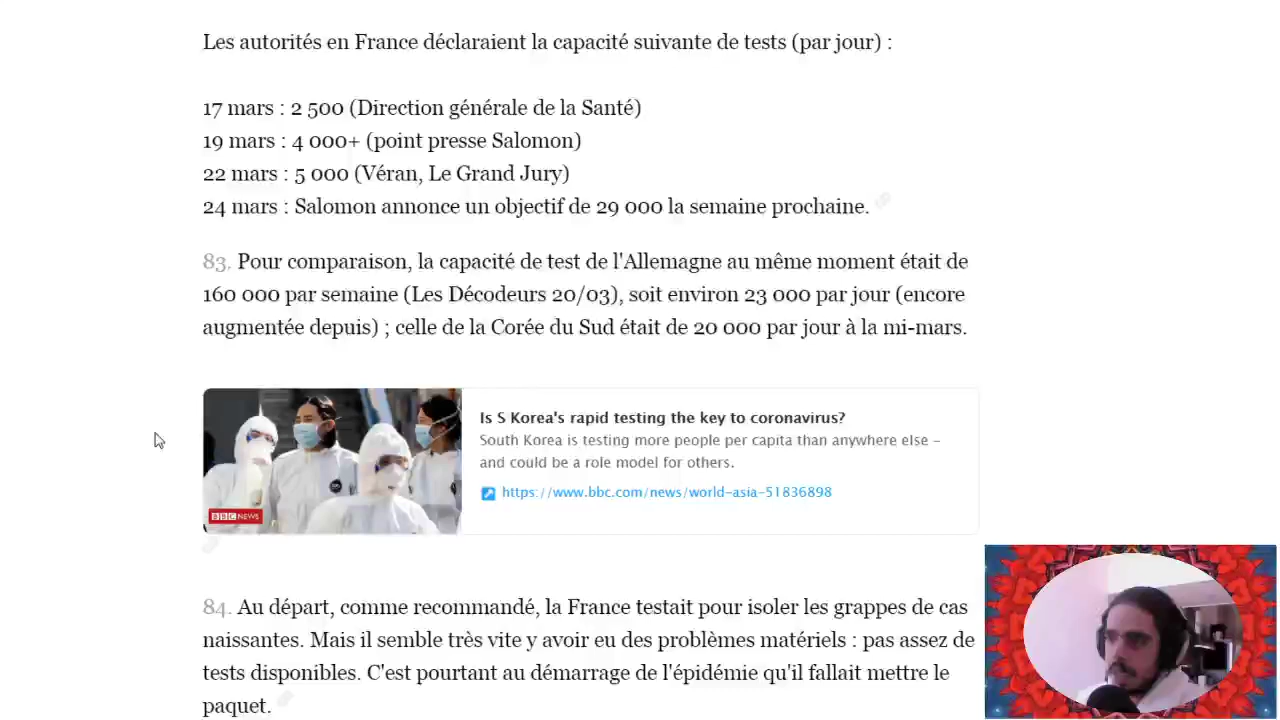 Les autorités en France déclaraient la capacité suivante de tests (par jour) :
17 mars : 2 500 (Direction générale de la Santé)
19 mars : 4 000+ (point presse Salomon)
22 mars : 5 000 (Véran, Le Grand Jury)
24 mars : Salomon annonce un objectif de 29 000 la semaine prochaine.
83. Pour comparaison, la capacité de test de l'Allemagne au même moment était de
160 000 par semaine (Les Décodeurs 20/03), soit environ 23 000 par jour (encore
augmentée depuis) ; celle de la Corée du Sud était de 20 000 par jour à la mi-mars.
Is S Korea's rapid testing the key to coronavirus?
South Korea is testing more people per capita than anywhere else –
and could be a role model for others.
https://www.bbc.com/news/world-asia-51836898
BBC NEWS
84. Au départ, comme recommandé, la France testait pour isoler les grappes de cas
naissantes. Mais il semble très vite y avoir eu des problèmes matériels : pas assez de
tests disponibles. C'est pourtant au démarrage de l'épidémie qu'il fallait mettre le
paquet.